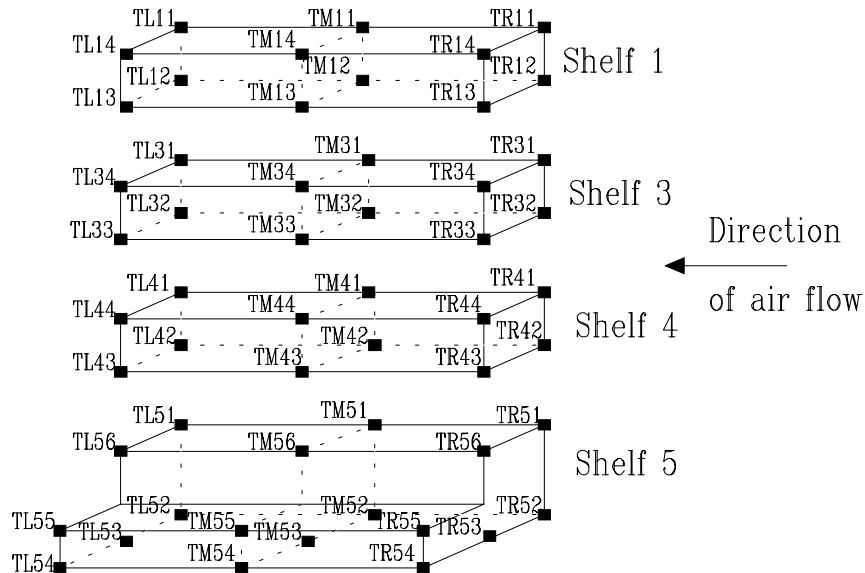 TL11 TM11 TR11
TL14 TM14 TR14
TL12 TM12 TR12 Shelf 1
TL13 TM13 TR13
TL31 TM31 TR31
TL34 TM34 TR34
TL32 TM32 TR32 Shelf 3
TL33 TM33 TR33
Direction
of air flow
TL41 TM41 TR41
TL44 TM44 TR44
TL42 TM42 TR42 Shelf 4
TL43 TM43 TR43
TL51 TM51 TR51
TL56 TM56 TR56
Shelf 5
TL52 TM52 TR52
TL55 TM55 TR55
TL53 TM53 TR53
TL54 TM54 TR54